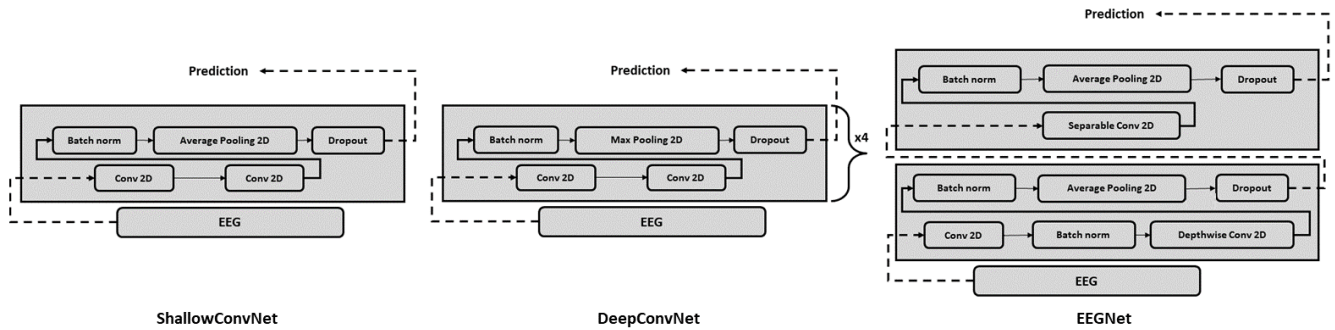 Prediction
Batch norm
Average Pooling 2D
Dropout
Conv 2D
Conv 2D
EEG
ShallowConvNet
Prediction
Batch norm
Max Pooling 2D
Dropout
Conv 2D
Conv 2D
x4
EEG
DeepConvNet
Prediction
Batch norm
Average Pooling 2D
Dropout
Separable Conv 2D
Batch norm
Average Pooling 2D
Dropout
Conv 2D
Batch norm
Depthwise Conv 2D
EEG
EEGNet